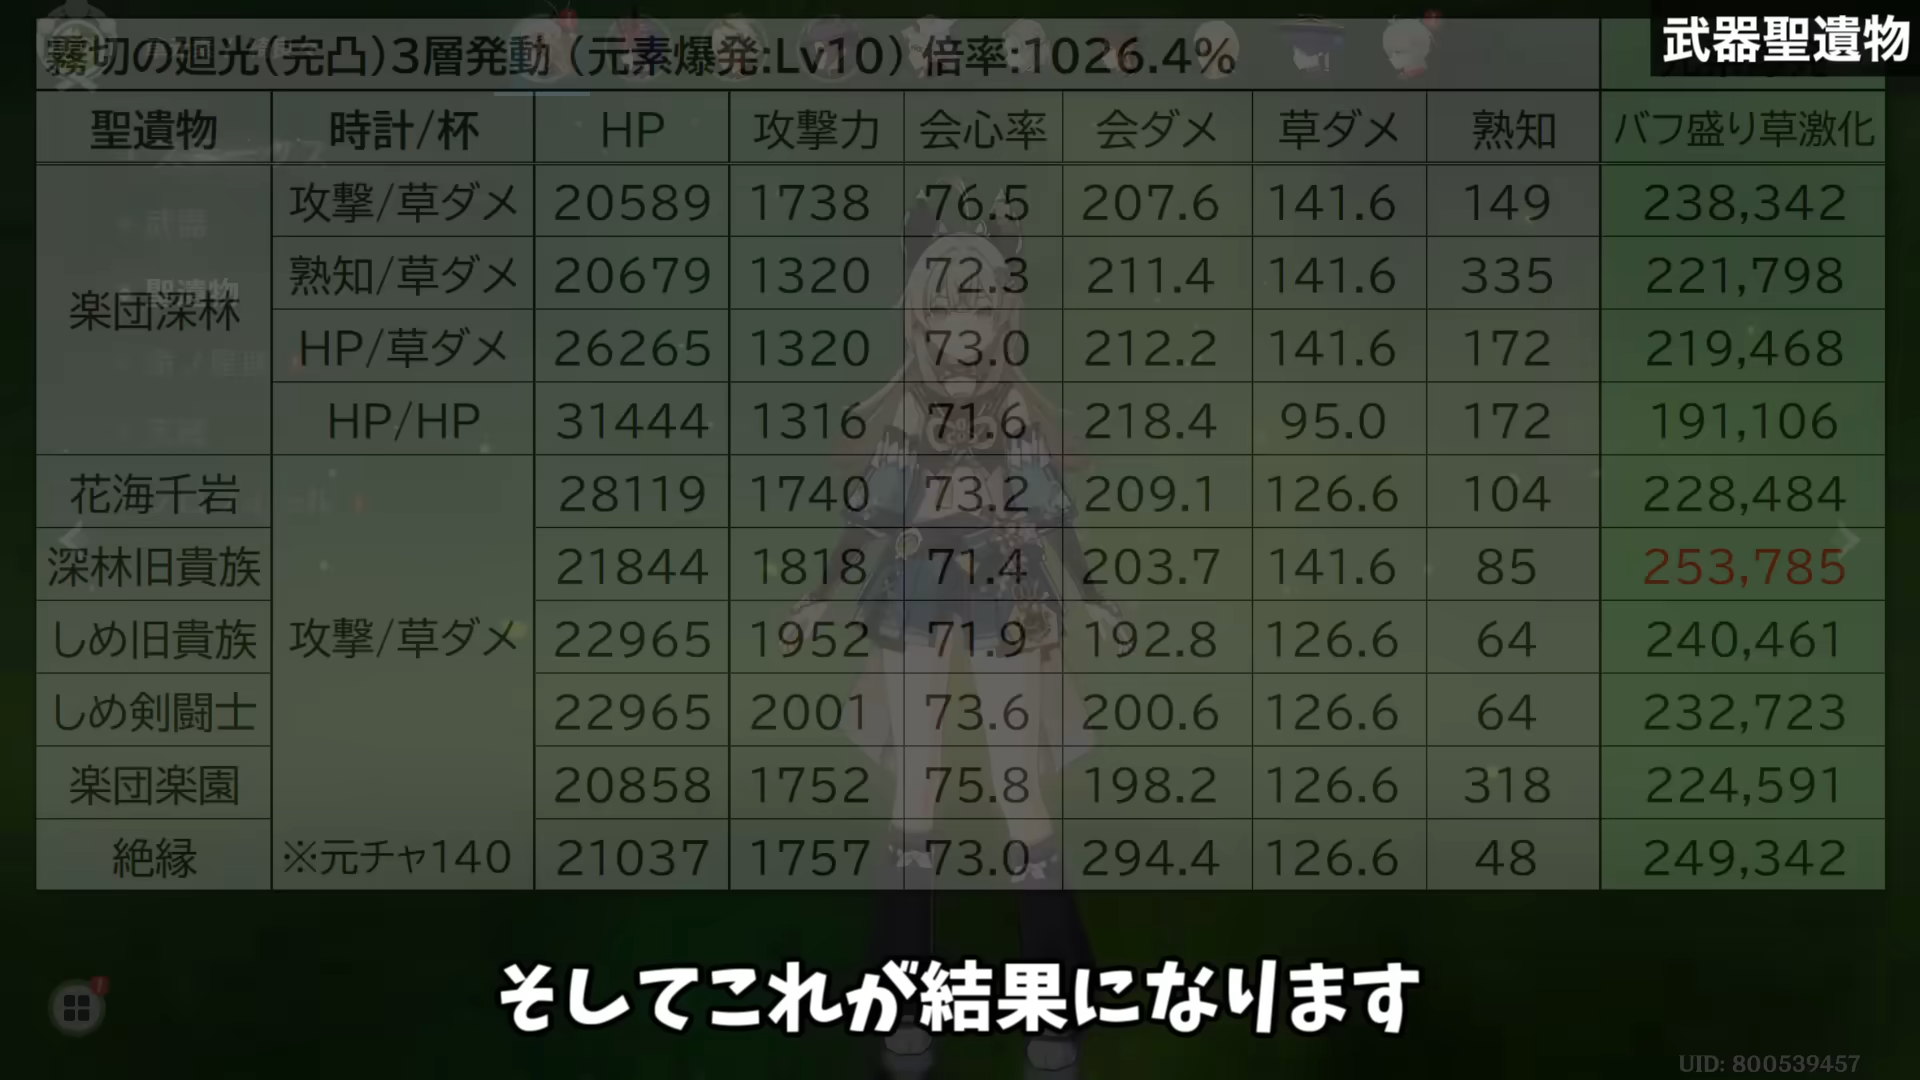 武器聖遺物
霧切の廻光(完凸)3層発動 (元素爆発:Lv10) 倍率:1026.4%
聖遺物 時計/杯 HP 攻撃力 会心率 会ダメ 草ダメ 熟知 バフ盛り草激化
楽団深林 攻撃/草ダメ 20589 1738 76.5 207.6 141.6 149 238,342
熟知/草ダメ 20679 1320 72.3 211.4 141.6 335 221,798
HP/草ダメ 26265 1320 73.0 212.2 141.6 172 219,468
HP/HP 31444 1316 71.6 218.4 95.0 172 191,106
花海千岩 28119 1740 73.2 209.1 126.6 104 228,484
深林旧貴族 21844 1818 71.4 203.7 141.6 85 253,785
しめ旧貴族 攻撃/草ダメ 22965 1952 71.9 192.8 126.6 64 240,461
しめ剣闘士 22965 2001 73.6 200.6 126.6 64 232,723
楽団楽園 20858 1752 75.8 198.2 126.6 318 224,591
絶縁 ※元チャ140 21037 1757 73.0 294.4 126.6 48 249,342
武器
聖遺物
そしてこれが結果になります
UID: 800539457